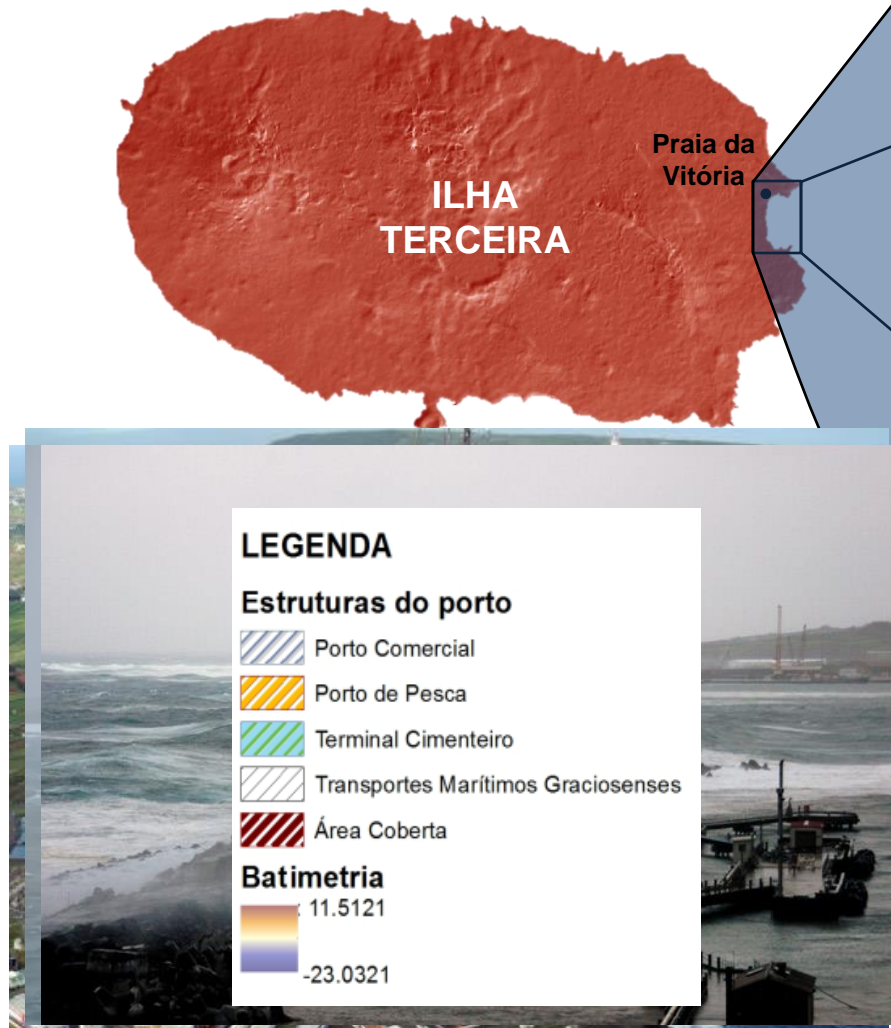 Praia da
Vitória
ILHA
TERCEIRA
LEGENDA
Estruturas do porto
Porto Comercial
Porto de Pesca
Terminal Cimenteiro
Transportes Marítimos Graciosenses
Área Coberta
Batimetria
: 11.5121
-23.0321